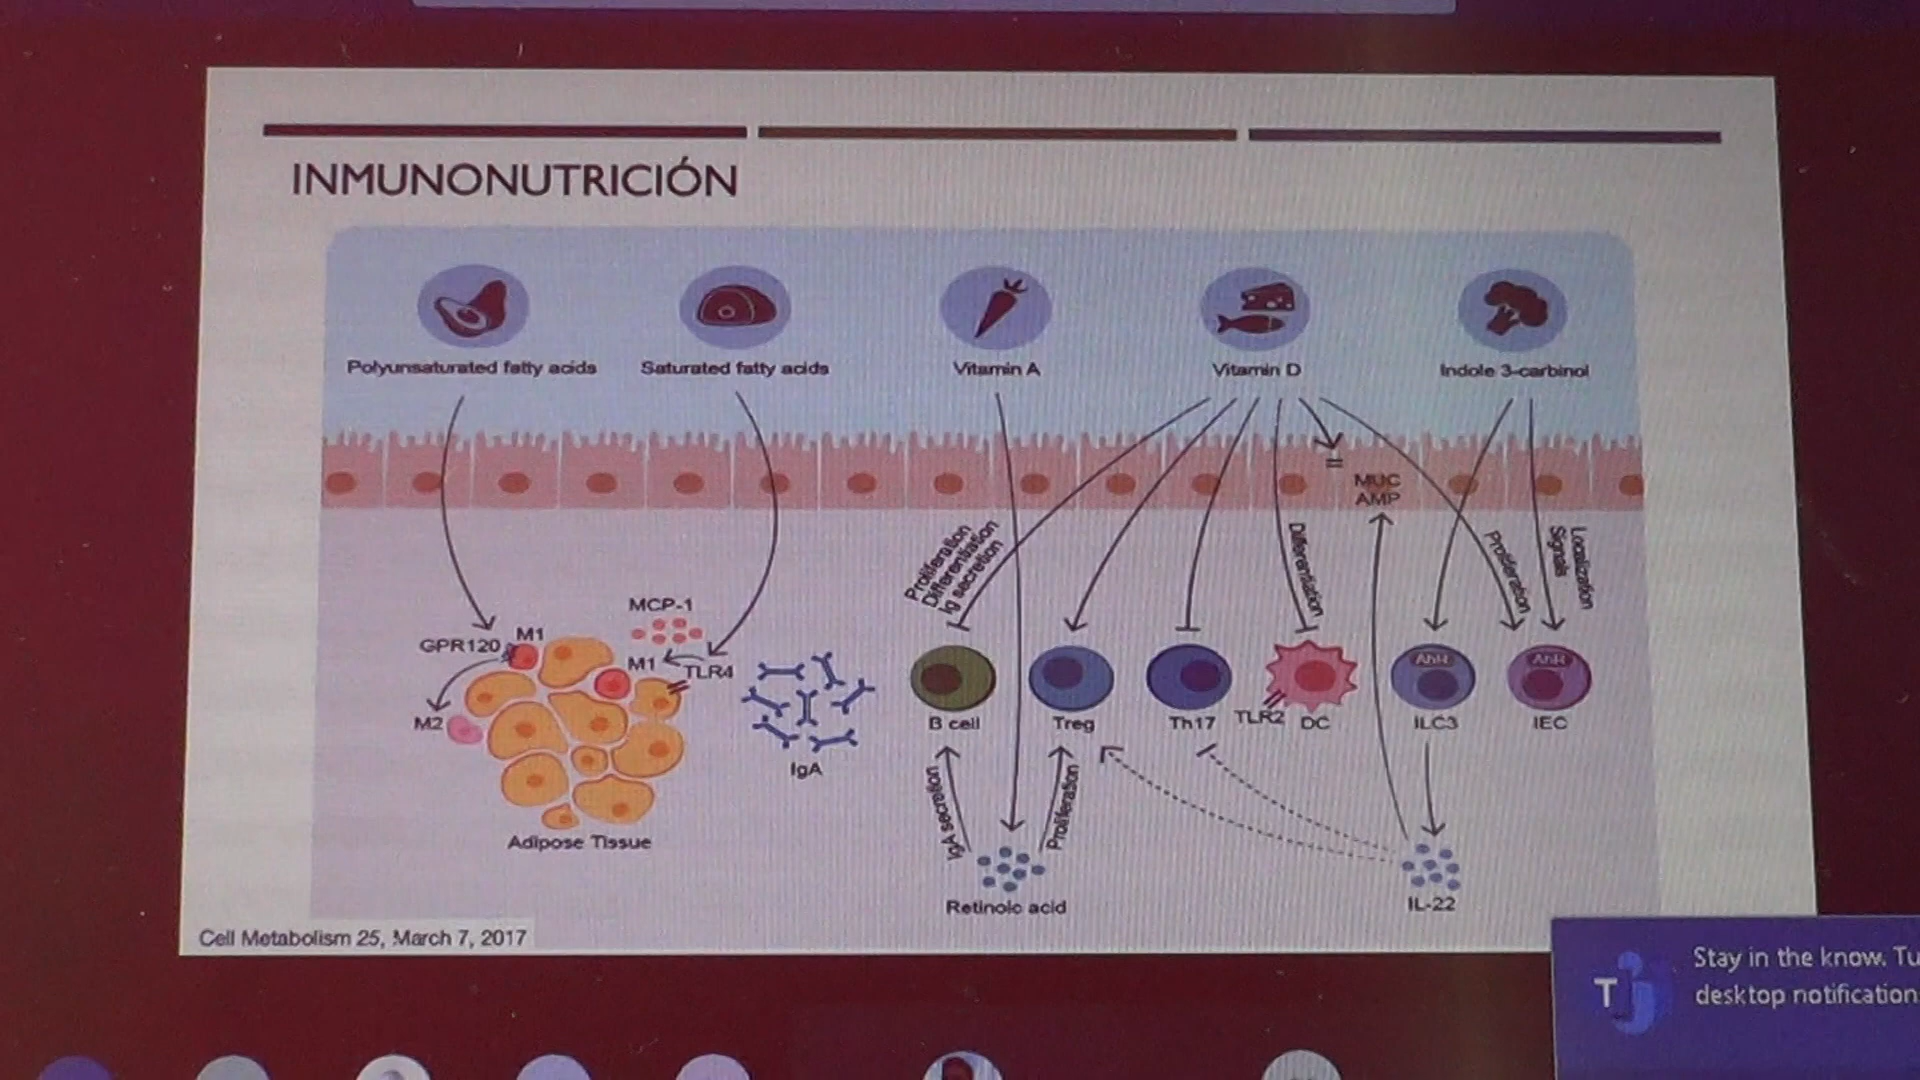 INMUNONUTRICIÓN
Polyunsaturated fatty acids
Saturated fatty acids
Vitamin A
Vitamin D
Indole 3-carbinol
MUC
AMP
Proliferation
Differentiation
Ig secretion
Differentiation
Proliferation
Localization
Signals
MCP-1
GPR120
M1
M1
TLR4
M2
IgA
Adipose Tissue
B cell
Treg
Th17
TLR2
DC
AhR
ILC3
AhR
IEC
IgA secretion
Proliferation
Retinoic acid
IL-22
Cell Metabolism 25, March 7, 2017
T
Stay in the know. Tu
desktop notification